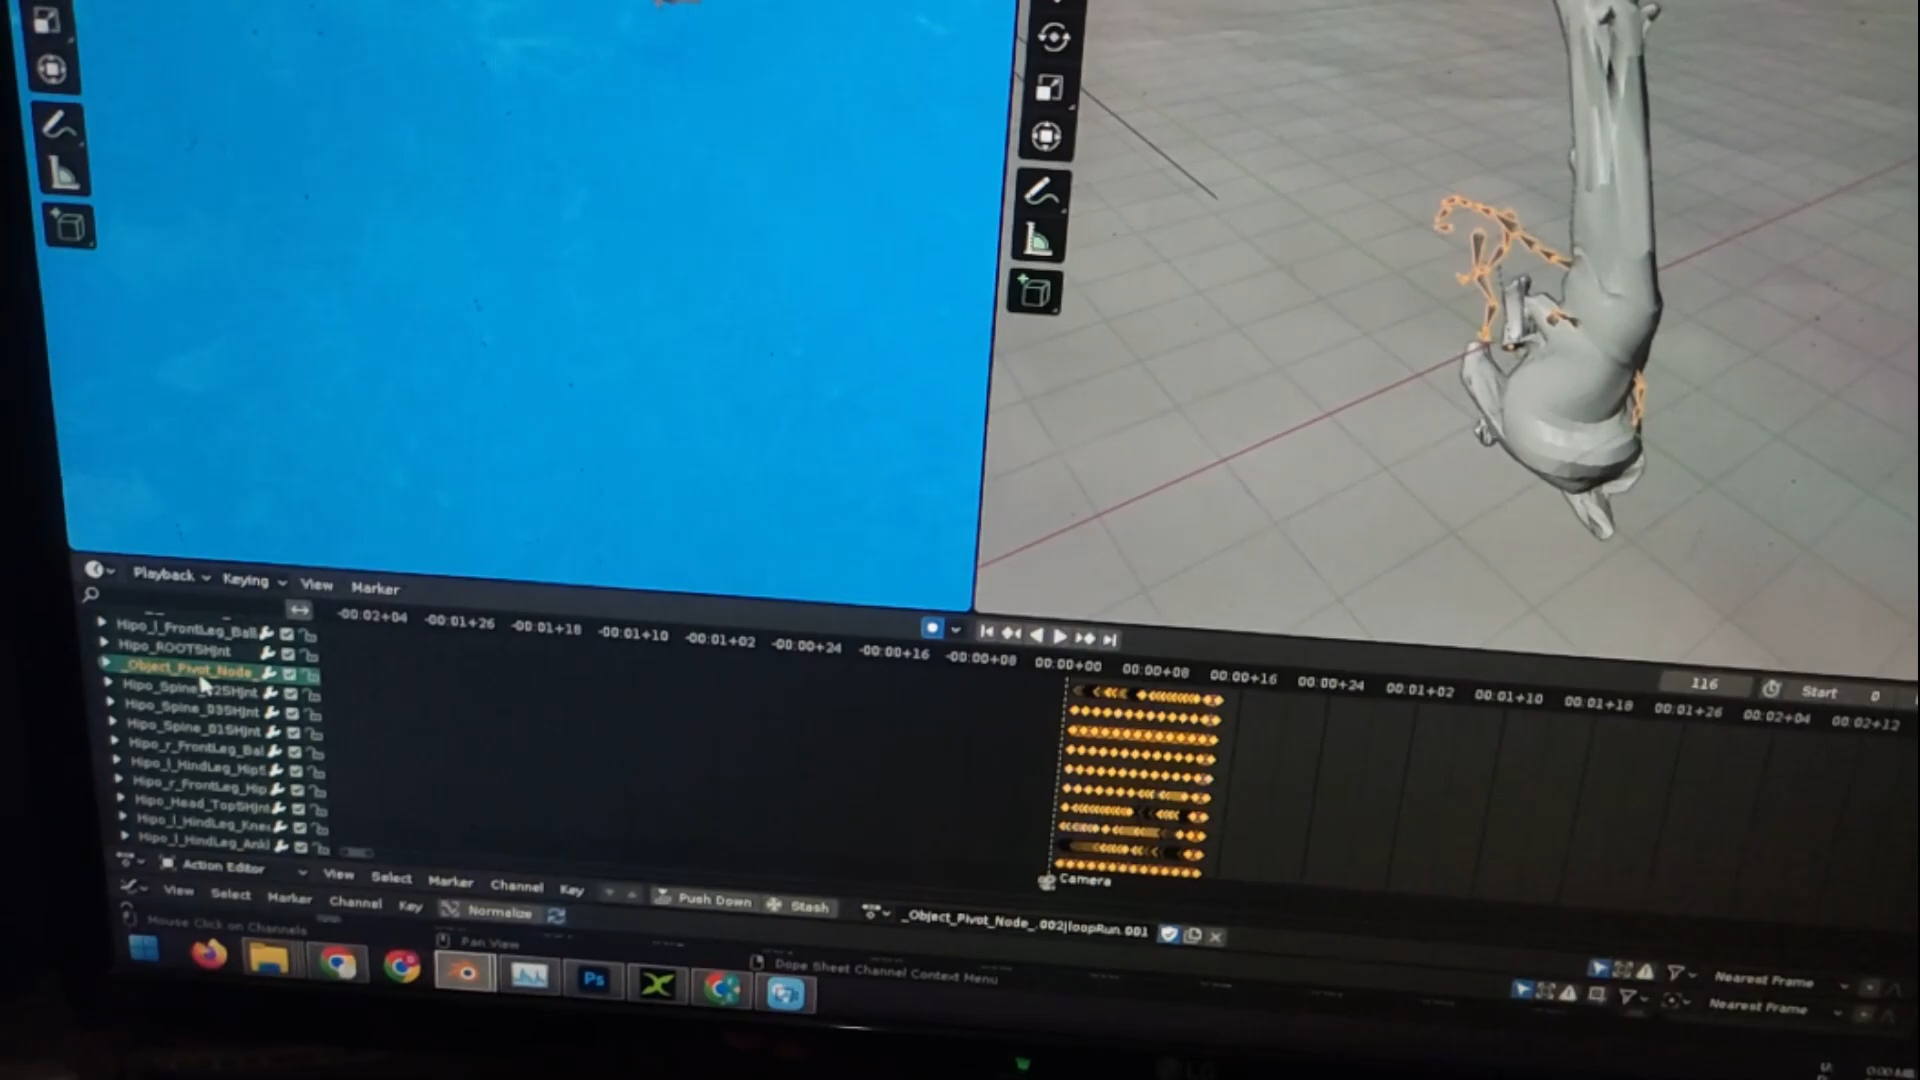 Playback Keying View Marker
-00:02+04 -00:01+26 -00:01+18 -00:01+10 -00:01+02 -00:00+24 -00:00+16 -00:00+08 00:00+00 00:00+08 00:00+16 00:00+24 00:01+02 00:01+10 00:01+18 00:01+26 00:02+04 00:02+12
116 Start 0
Hipo_l_FrontLeg_Ball
Hipo_ROOTSHJnt
_Object_Pivot_Node_
Hipo_Spine_02SHJnt
Hipo_Spine_03SHJnt
Hipo_Spine_01SHJnt
Hipo_r_FrontLeg_Bal
Hipo_l_HindLeg_HipS
Hipo_r_FrontLeg_Hip
Hipo_Head_TopSHJnt
Hipo_l_HindLeg_Knee
Hipo_l_HindLeg_Ankl
Camera
Action Editor View Select Marker Channel Key Push Down Stash _Object_Pivot_Node_.002|loopRun.001 Nearest Frame
View Select Marker Channel Key Normalize Nearest Frame
Mouse Click on Channels Pan View Dope Sheet Channel Context Menu
Ps
LG